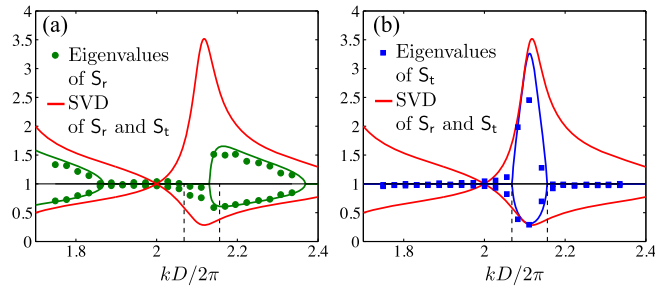 (a)
4
3.5
3
2.5
2
1.5
1
0.5
0
Eigenvalues
of S_r
SVD
of S_r and S_t
2 2.2 2.4
kD/2π
(b)
4
3.5
3
2.5
2
1.5
1
0.5
0
Eigenvalues
of S_t
SVD
of S_r and S_t
1.8 2 2.2 2.4
kD/2π